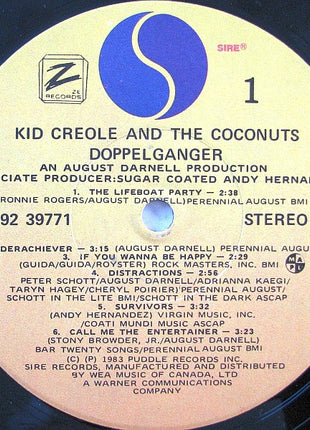 Z
ZE
RECORDS
SIRE®
1
KID CREOLE AND THE COCONUTS
DOPPELGANGER
AN AUGUST DARNELL PRODUCTION
CIATE PRODUCER:SUGAR COATED ANDY HERNAN
1. THE LIFEBOAT PARTY — 2:38
RONNIE ROGERS/AUGUST DARNELL)PERENNIAL AUGUS
92 39771
STEREO
DERACHIEVER — 3:15 (AUGUST DARNELL) PERENNIAL AUGU
3. IF YOU WANNA BE HAPPY — 2:29
(GUIDA/GUIDA/ROYSTER) ROCK MASTERS, INC. BMI
MAPL
4. DISTRACTIONS — 2:56
PETER SCHOTT/AUGUST DARNELL/ADRIANNA KAEGI/
TARYN HAGEY/CHERYL POIRIER)PERENNIAL AUGUST/
SCHOTT IN THE LITE BMI/SCHOTT IN THE DARK ASCAP
5. SURVIVORS — 3:32
(ANDY HERNANDEZ) VIRGIN MUSIC, INC.
/COATI MUNDI MUSIC ASCAP
6. CALL ME THE ENTERTAINER — 3:23
(STONY BROWDER, JR./AUGUST DARNELL)
BAR TWENTY SONGS/PERENNIAL AUGUST BMI
(C) (P) 1983 PUDDLE RECORDS INC.
SIRE RECORDS, MANUFACTURED AND DISTRIBUTED
BY WEA MUSIC OF CANADA, LTD
A WARNER COMMUNICATIONS
COMPANY